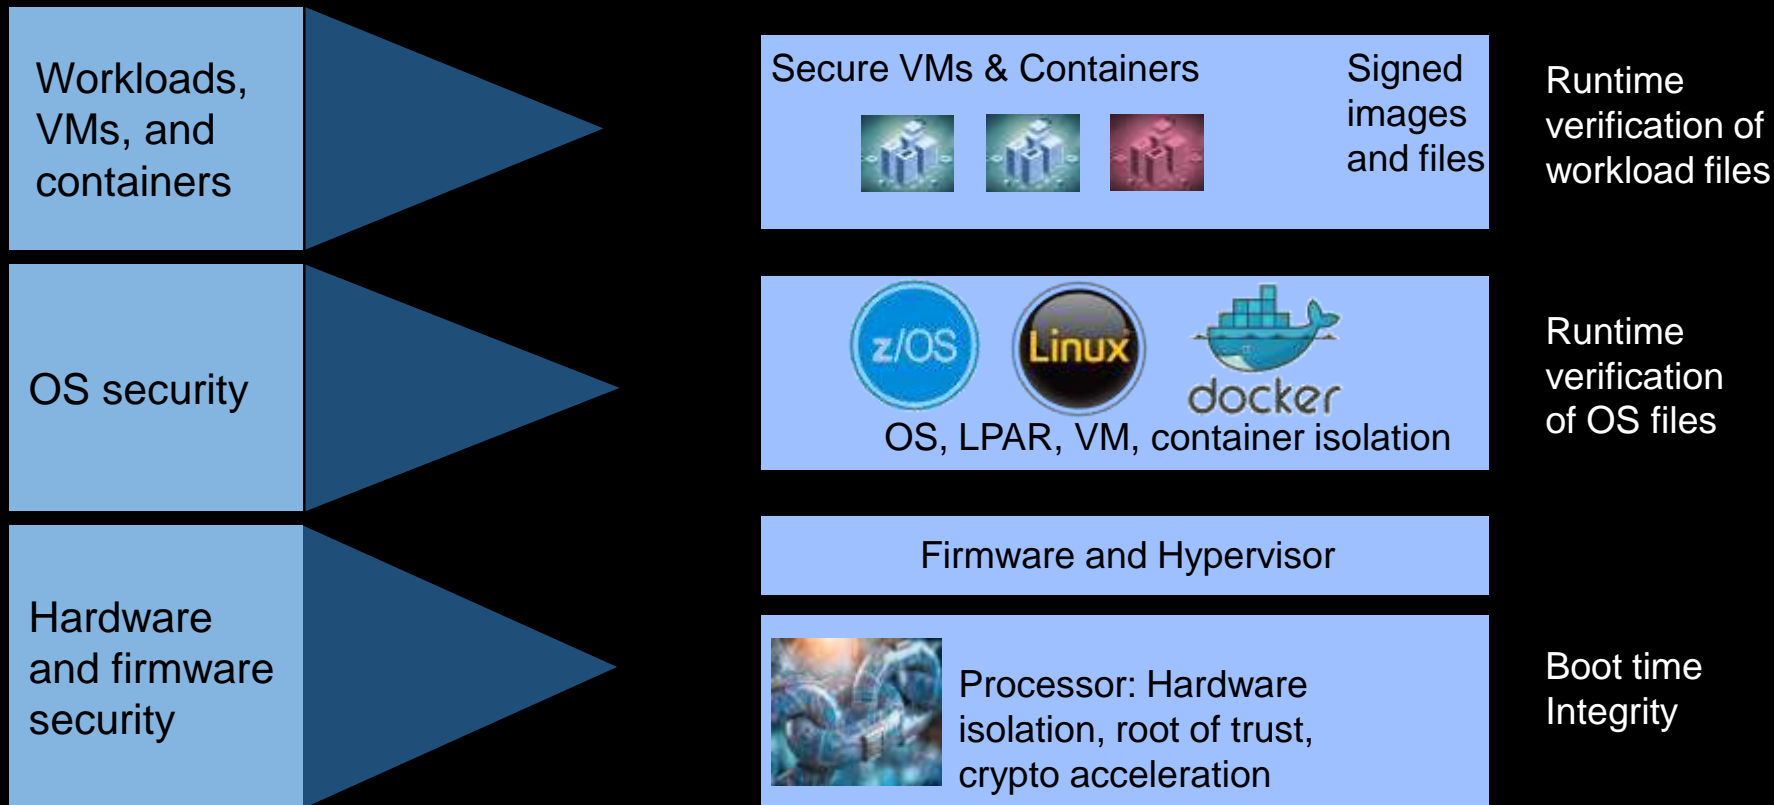 Workloads,
VMs, and
containers
Secure VMs & Containers
Signed
images
and files
Runtime
verification of
workload files
OS security
z/OS
Linux
docker
OS, LPAR, VM, container isolation
Runtime
verification
of OS files
Hardware
and firmware
security
Firmware and Hypervisor
Processor: Hardware
isolation, root of trust,
crypto acceleration
Boot time
Integrity